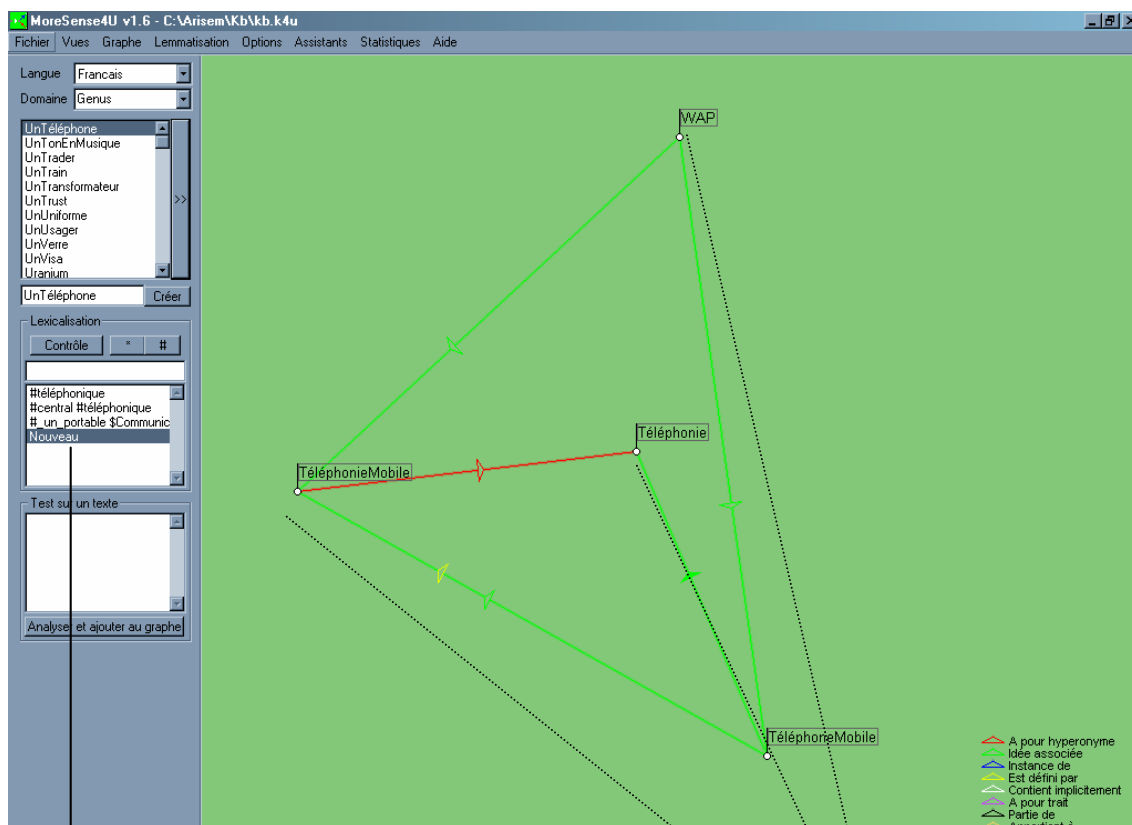 MoreSense4U v1.6 - C:\Arisem\Kb\kb.k4u
Fichier Vues Graphe Lemmatisation Options Assistants Statistiques Aide
Langue Francais
Domaine Genus
UnTéléphone
UnTonEnMusique
UnTrader
UnTrain
UnTransformateur
UnTrust
UnUniforme
UnUsager
UnVerre
UnVisa
Uranium
>>
UnTéléphone Créer
Lexicalisation
Contrôle * #
#téléphonique
#central #téléphonique
#_un_portable $Communic
Nouveau
Test sur un texte
Analyser et ajouter au graphe
WAP
Téléphonie
TéléphonieMobile
TéléphoneMobile
A pour hyperonyme
Idée associée
Instance de
Est défini par
Contient implicitement
A pour trait
Partie de